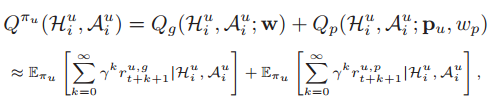 $Q^{\pi_u}(\mathcal{H}_i^u, \mathcal{A}_i^u) = Q_g(\mathcal{H}_i^u, \mathcal{A}_i^u; \mathbf{w}) + Q_p(\mathcal{H}_i^u, \mathcal{A}_i^u; \mathbf{p}_u, w_p)$
$\approx \mathbb{E}_{\pi_u}\left[\sum_{k=0}^{\infty} \gamma^k r_{t+k+1}^{u,g} | \mathcal{H}_i^u, \mathcal{A}_i^u\right] + \mathbb{E}_{\pi_u}\left[\sum_{k=0}^{\infty} \gamma^k r_{t+k+1}^{u,p} | \mathcal{H}_i^u, \mathcal{A}_i^u\right],$